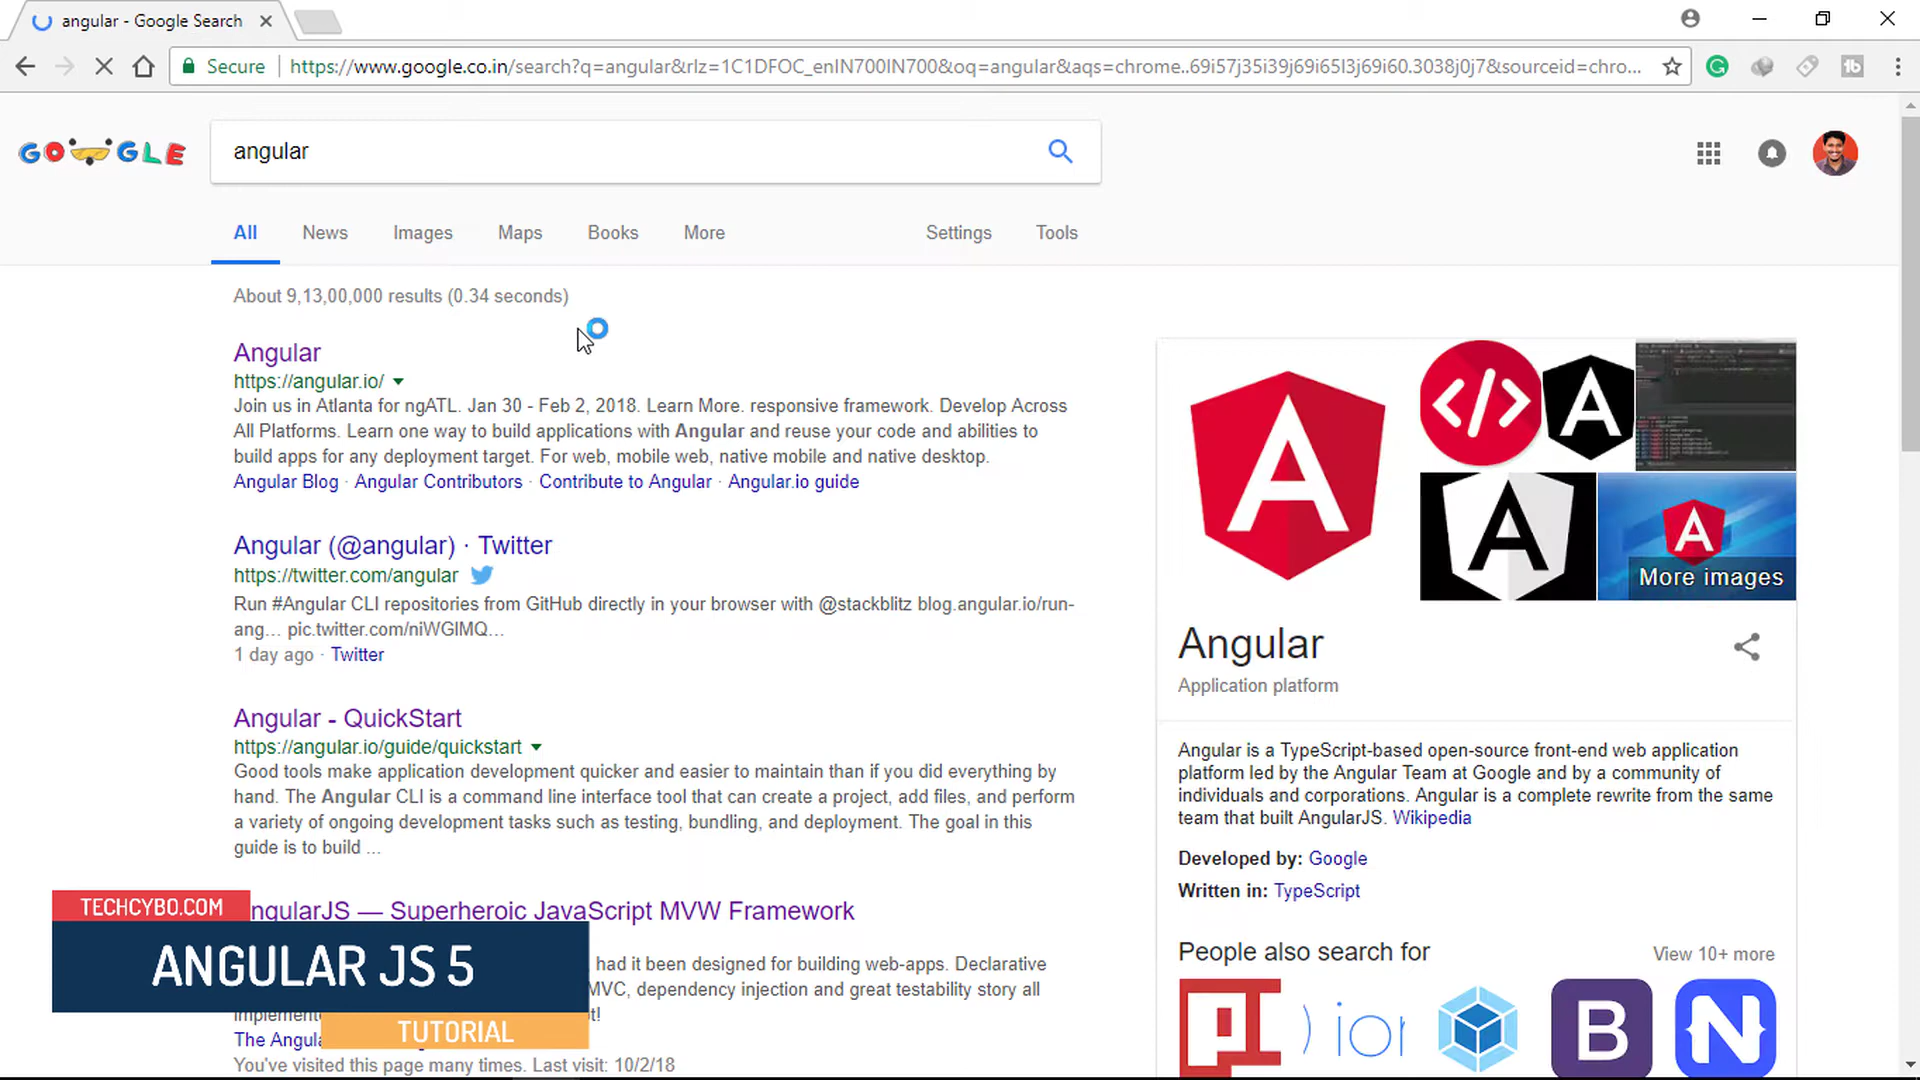 angular - Google Search
Secure
https://www.google.co.in/search?q=angular&rlz=1C1DFOC_enIN700IN700&oq=angular&aqs=chrome..69i57j35i39j69i65l3j69i60.3038j0j7&sourceid=chro...
GOOGLE
angular
All News Images Maps Books More Settings Tools
About 9,13,00,000 results (0.34 seconds)
Angular
https://angular.io/
Join us in Atlanta for ngATL. Jan 30 - Feb 2, 2018. Learn More. responsive framework. Develop Across
All Platforms. Learn one way to build applications with Angular and reuse your code and abilities to
build apps for any deployment target. For web, mobile web, native mobile and native desktop.
Angular Blog · Angular Contributors · Contribute to Angular · Angular.io guide
Angular (@angular) · Twitter
https://twitter.com/angular
Run #Angular CLI repositories from GitHub directly in your browser with @stackblitz blog.angular.io/run-
ang... pic.twitter.com/niWGlMQ...
1 day ago · Twitter
Angular - QuickStart
https://angular.io/guide/quickstart
Good tools make application development quicker and easier to maintain than if you did everything by
hand. The Angular CLI is a command line interface tool that can create a project, add files, and perform
a variety of ongoing development tasks such as testing, bundling, and deployment. The goal in this
guide is to build ...
ngularJS — Superheroic JavaScript MVW Framework
had it been designed for building web-apps. Declarative
MVC, dependency injection and great testability story all
implement t!
The Angula
You've visited this page many times. Last visit: 10/2/18
TECHCYBO.COM
ANGULAR JS 5
TUTORIAL
A
</>
A
A
A
More images
Angular
Application platform
Angular is a TypeScript-based open-source front-end web application
platform led by the Angular Team at Google and by a community of
individuals and corporations. Angular is a complete rewrite from the same
team that built AngularJS. Wikipedia
Developed by: Google
Written in: TypeScript
People also search for
View 10+ more
B
N